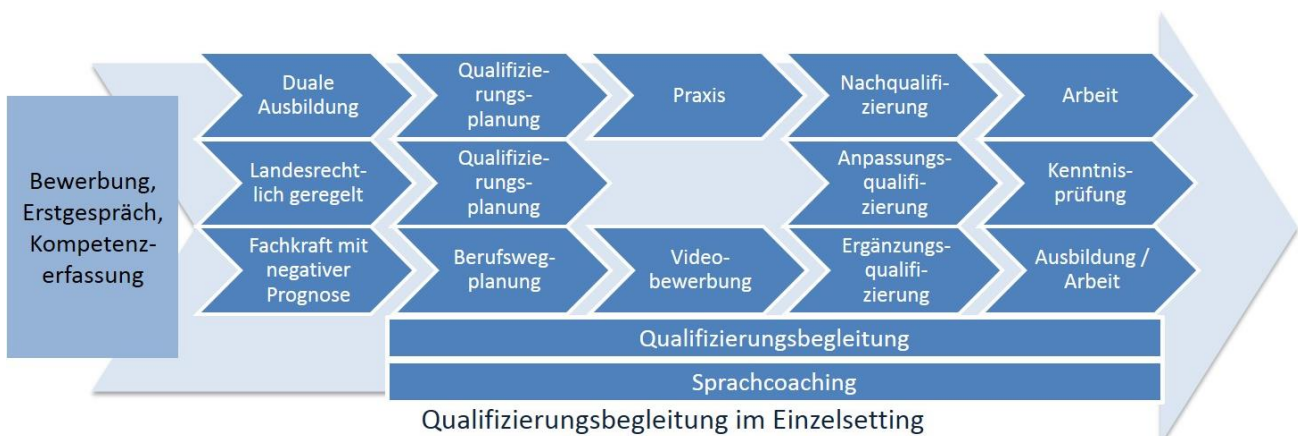 Bewerbung,
Erstgespräch,
Kompetenz-
erfassung
Duale
Ausbildung
Qualifizie-
rungs-
planung
Praxis
Nachqualifi-
zierung
Arbeit
Landesrecht-
lich geregelt
Qualifizie-
rungs-
planung
Anpassungs-
qualifi-
zierung
Kenntnis-
prüfung
Fachkraft mit
negativer
Prognose
Berufsweg-
planung
Video-
bewerbung
Ergänzungs-
qualifi-
zierung
Ausbildung /
Arbeit
Qualifizierungsbegleitung
Sprachcoaching
Qualifizierungsbegleitung im Einzelsetting